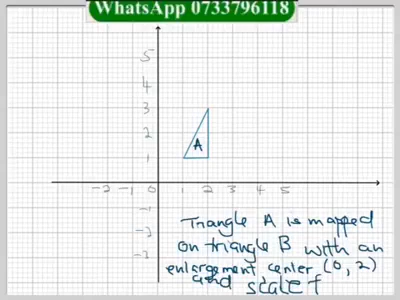 WhatsApp 0733796118
5
4
3
2
1
-2 -1 0 1 2 3 4 5
-1
-2
-3
A
Triangle A is mapped
on triangle B with an
enlargement center (0, 2)
and scale f